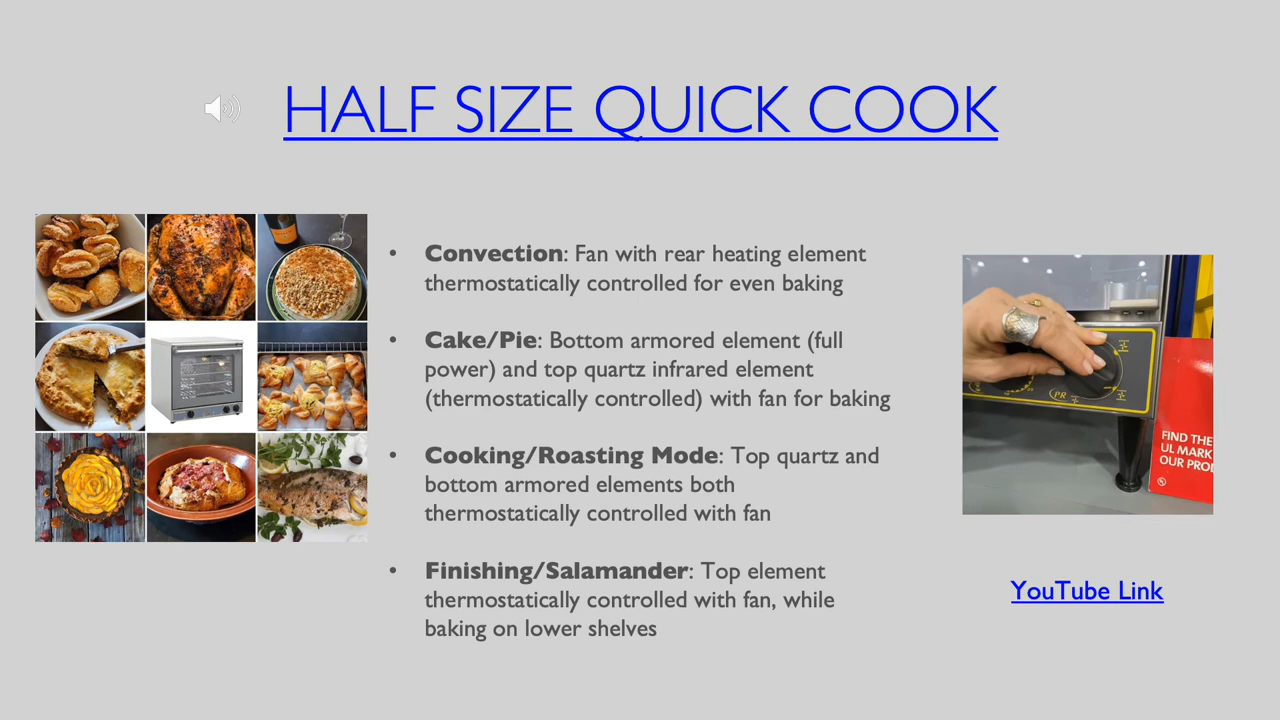 HALF SIZE QUICK COOK
• Convection: Fan with rear heating element
thermostatically controlled for even baking
• Cake/Pie: Bottom armored element (full
power) and top quartz infrared element
(thermostatically controlled) with fan for baking
• Cooking/Roasting Mode: Top quartz and
bottom armored elements both
thermostatically controlled with fan
• Finishing/Salamander: Top element
thermostatically controlled with fan, while
baking on lower shelves
PR
FIND THE
UL MARK
OUR PRO
YouTube Link